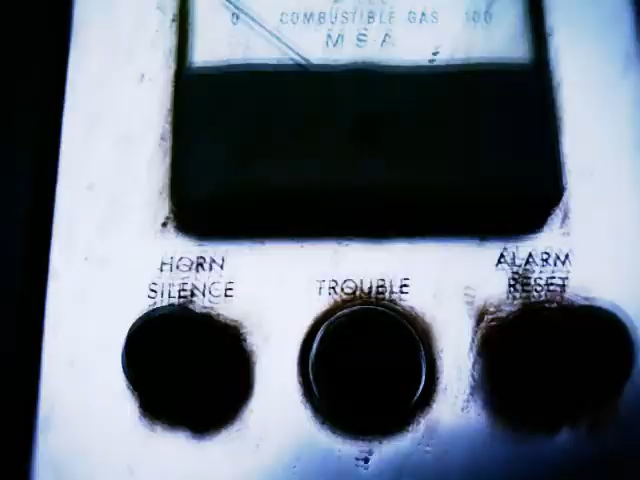 0 COMBUSTIBLE GAS 100
MSA
HORN
SILENCE
TROUBLE
ALARM
RESET